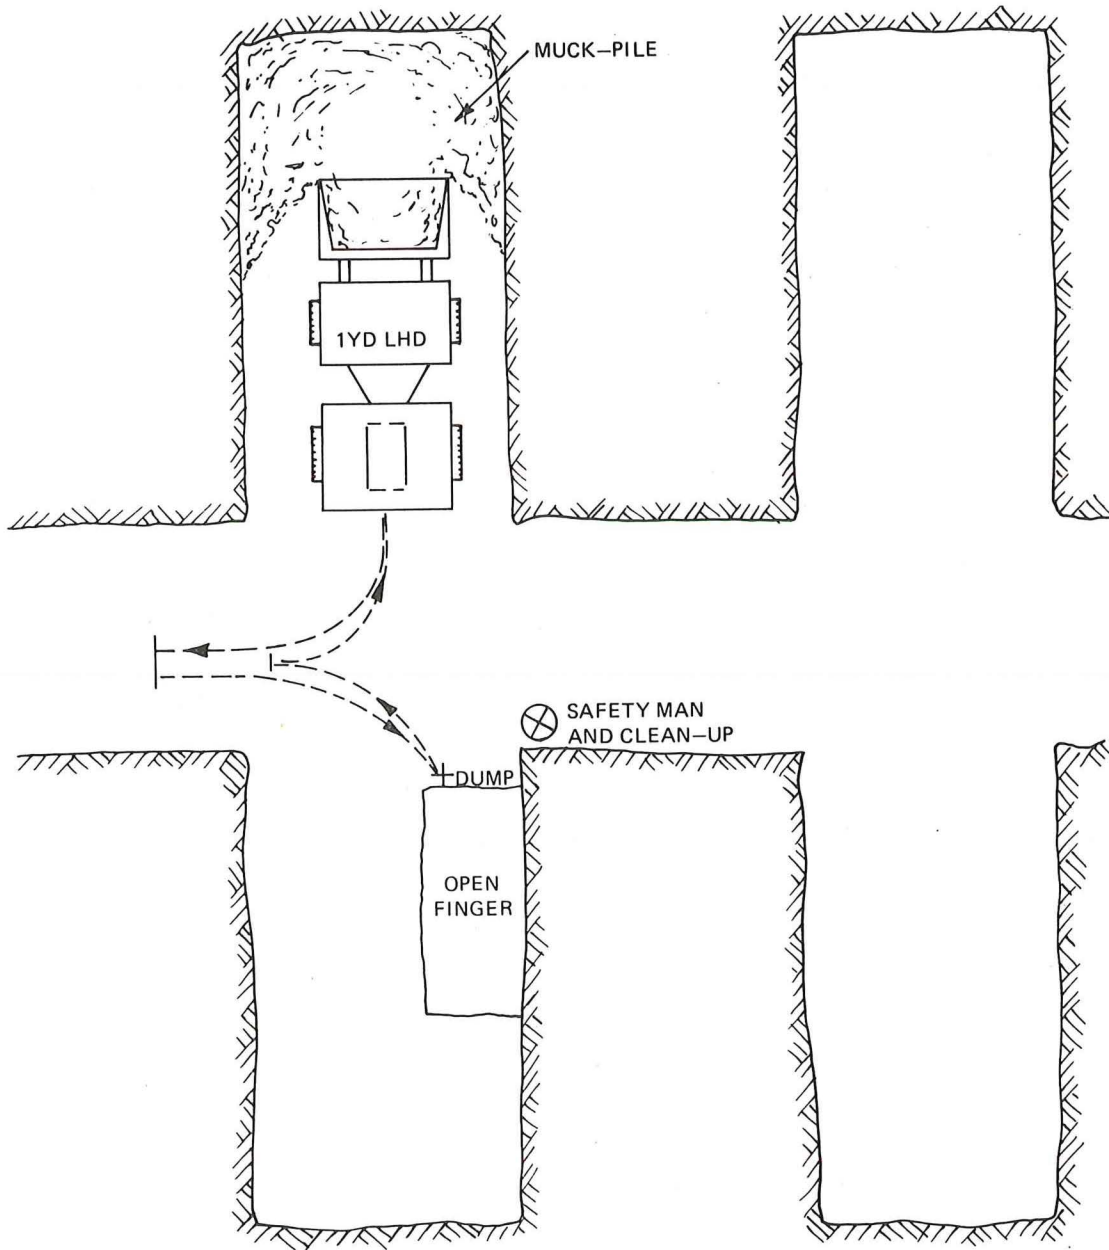 MUCK–PILE
1YD LHD
SAFETY MAN
AND CLEAN–UP
DUMP
OPEN
FINGER